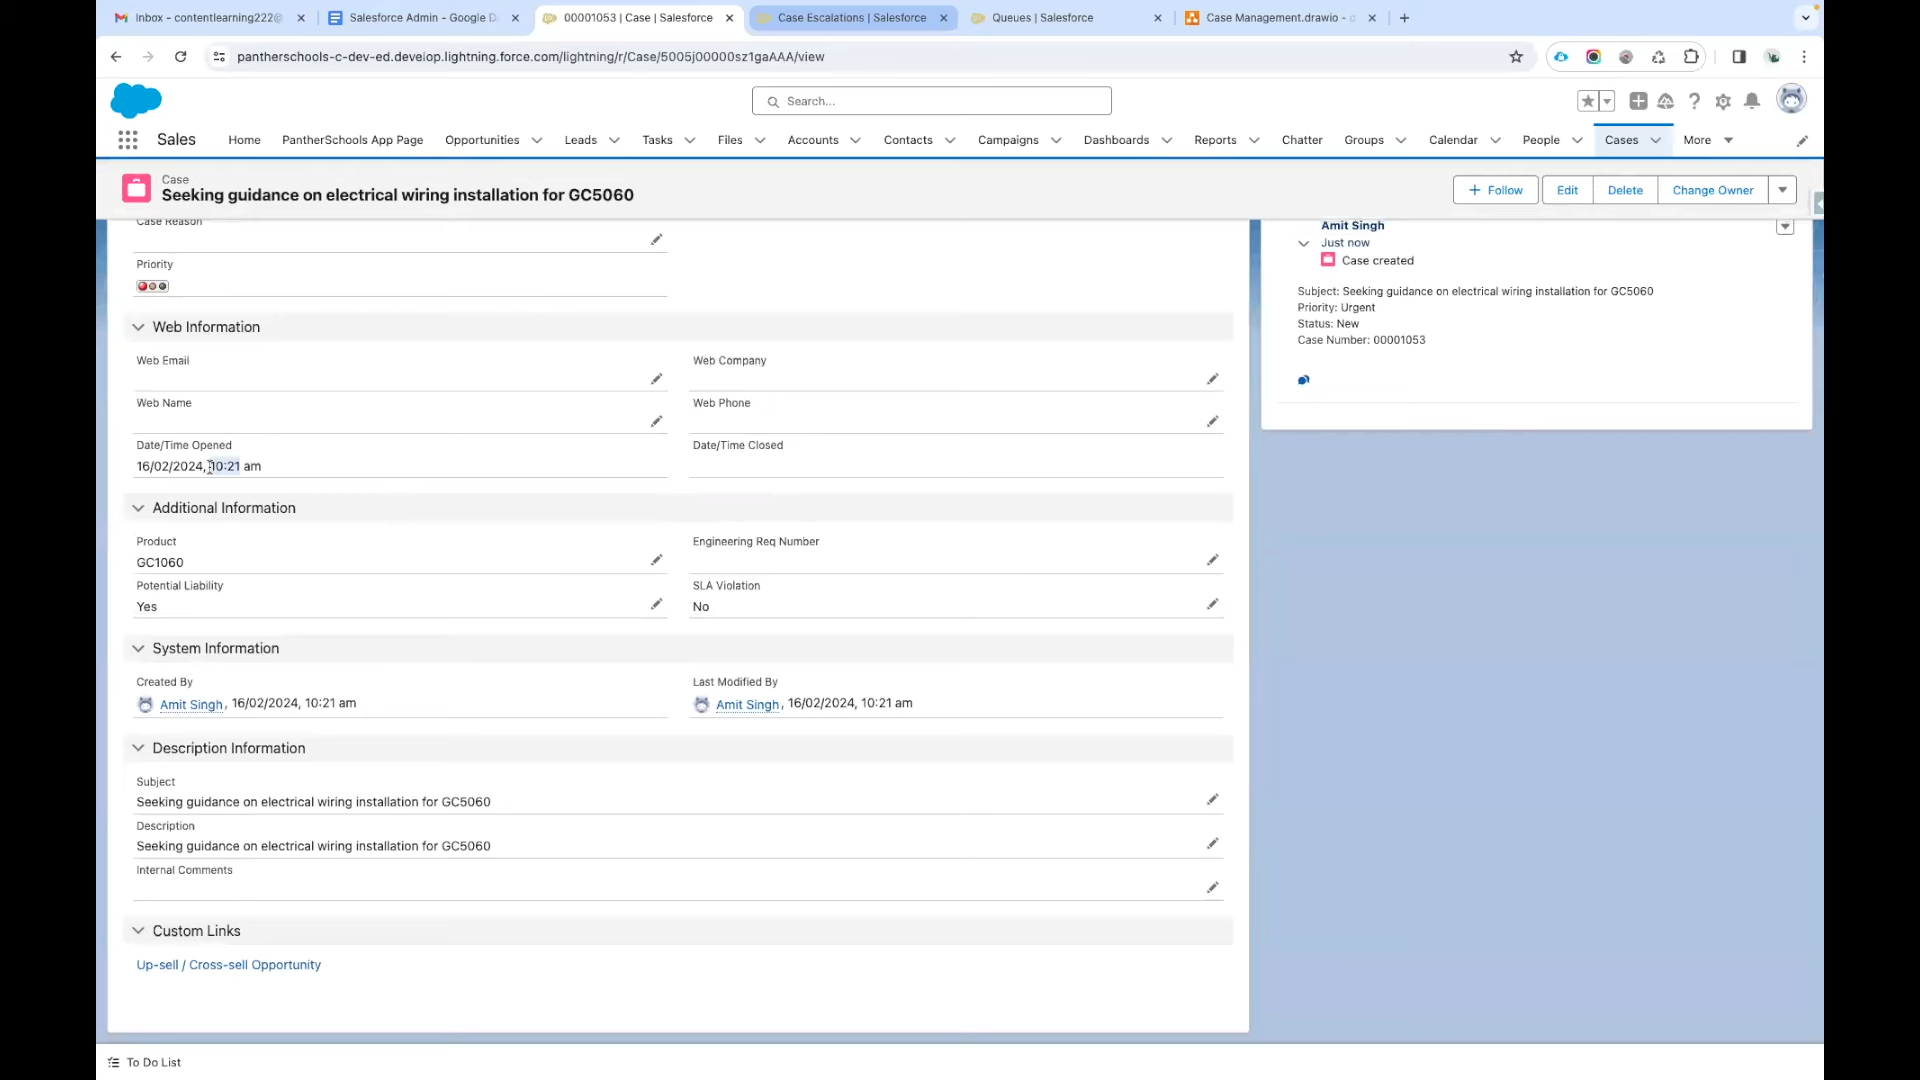 Inbox - contentlearning222@
Salesforce Admin - Google D
00001053 | Case | Salesforce
Case Escalations | Salesforce
Queues | Salesforce
Case Management.drawio - d
pantherschools-c-dev-ed.develop.lightning.force.com/lightning/r/Case/5005j00000sz1gaAAA/view
Search...
Sales
Home
PantherSchools App Page
Opportunities
Leads
Tasks
Files
Accounts
Contacts
Campaigns
Dashboards
Reports
Chatter
Groups
Calendar
People
Cases
More
Case
Seeking guidance on electrical wiring installation for GC5060
Follow
Edit
Delete
Change Owner
Case Reason
Priority
Web Information
Web Email
Web Company
Web Name
Web Phone
Date/Time Opened
Date/Time Closed
16/02/2024, 10:21 am
Additional Information
Product
Engineering Req Number
GC1060
Potential Liability
SLA Violation
Yes
No
System Information
Created By
Last Modified By
Amit Singh, 16/02/2024, 10:21 am
Amit Singh, 16/02/2024, 10:21 am
Description Information
Subject
Seeking guidance on electrical wiring installation for GC5060
Description
Seeking guidance on electrical wiring installation for GC5060
Internal Comments
Custom Links
Up-sell / Cross-sell Opportunity
Amit Singh
Just now
Case created
Subject: Seeking guidance on electrical wiring installation for GC5060
Priority: Urgent
Status: New
Case Number: 00001053
To Do List